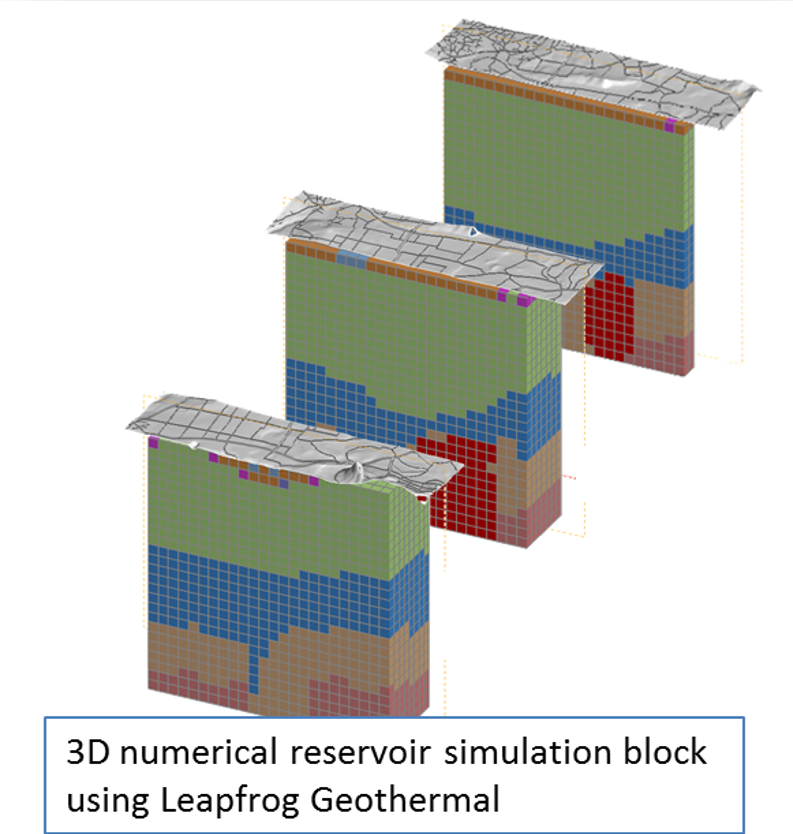 3D numerical reservoir simulation block
using Leapfrog Geothermal